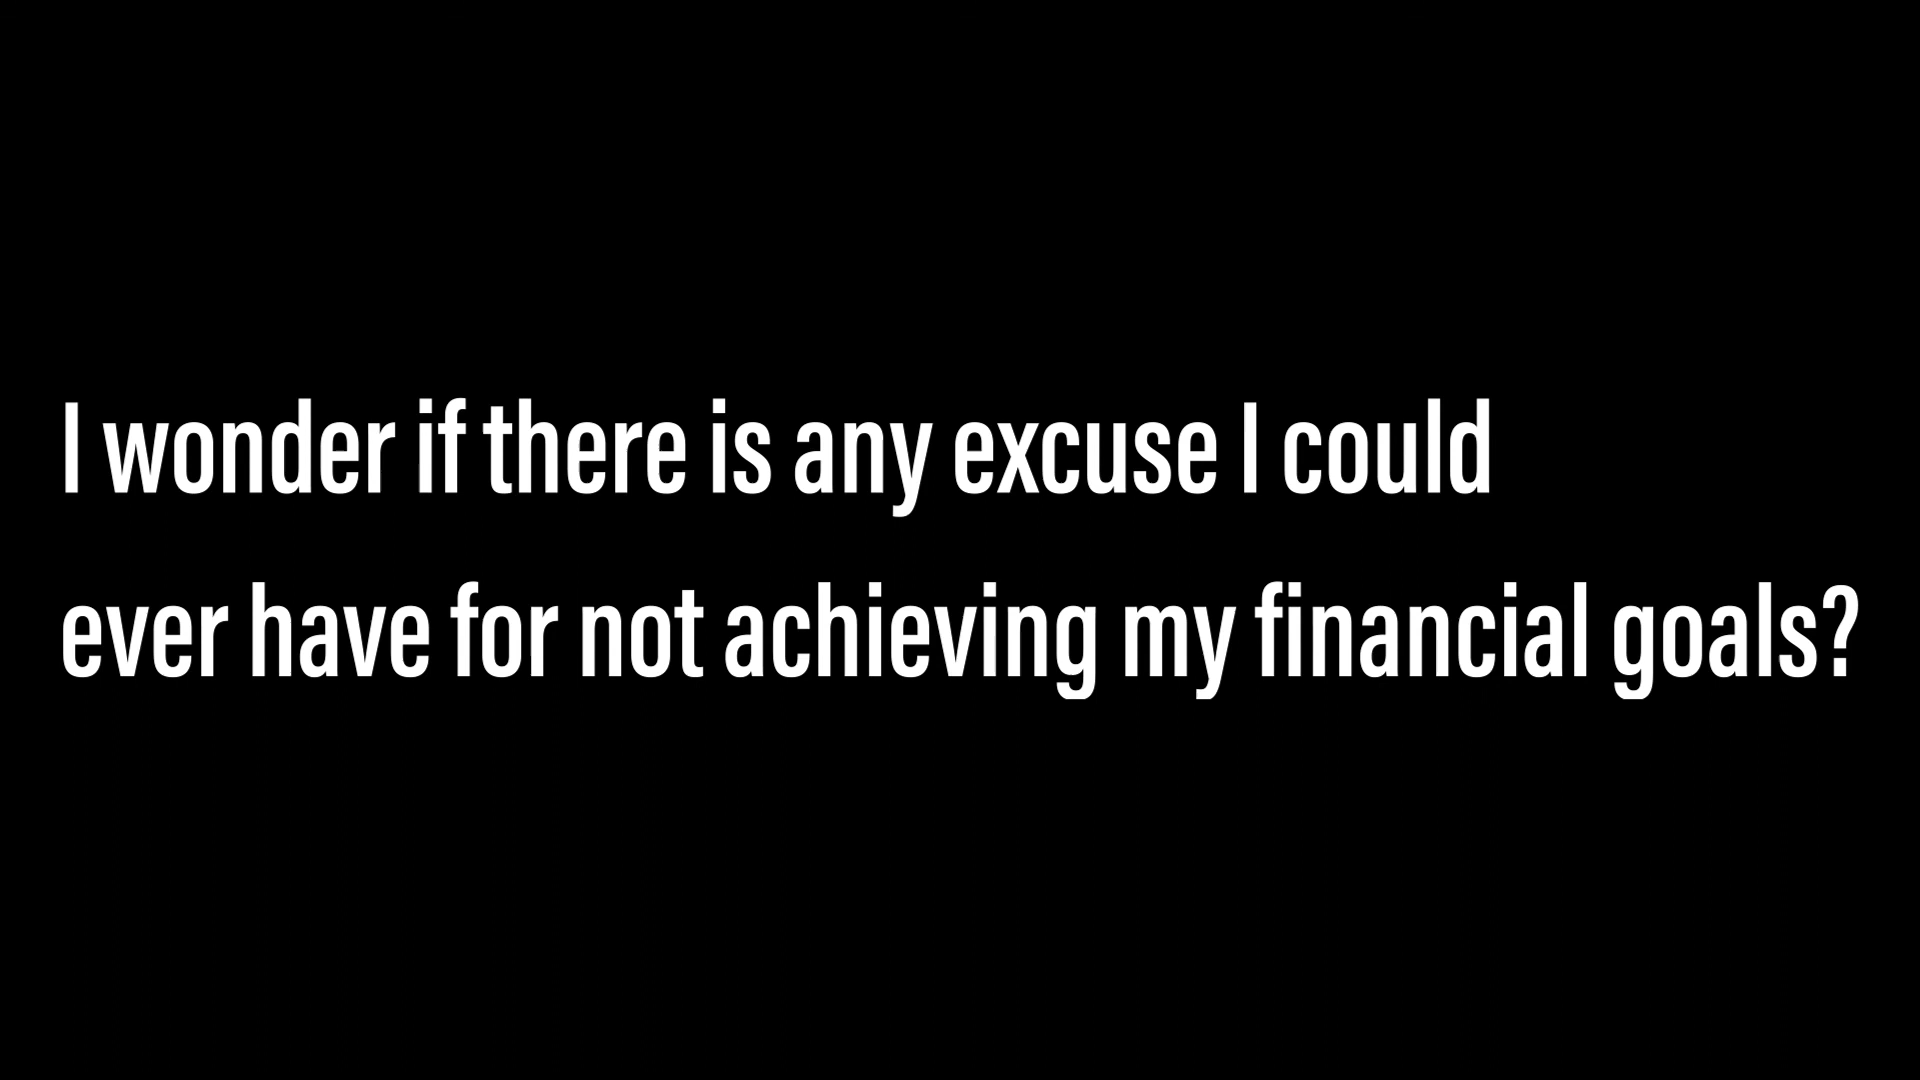 I wonder if there is any excuse I could
ever have for not achieving my financial goals?